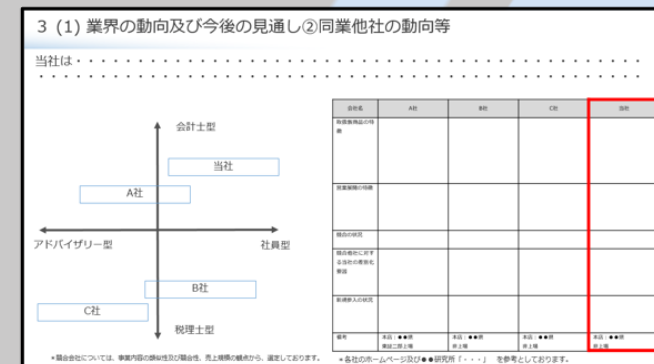 3 (1) 業界の動向及び今後の見通し②同業他社の動向等
当社は・・・・・・・・・・・・・・・・・・・・・・・・・・・・・・・・・・
・・・・・・・・・・・・・・・・・・・・・・・・・・・・・・・・・・・・・
会計士型
当社
A社
アドバイザリー型
社員型
B社
C社
税理士型
*競合会社については、事業内容の類似性及び競合性、売上規模の観点から、選定しております。
会社名 A社 B社 C社 当社
取扱商品の特
徴
営業展開の特徴
競合の状況
競合他社に対す
る当社の差別化
要因
新規参入の状況
備考 本店:●●県 本店:●●県 本店:●●県 本店:●●県
東証二部上場 非上場 非上場 非上場
*各社のホームページ及び●●研究所「・・・」 を参考としております。